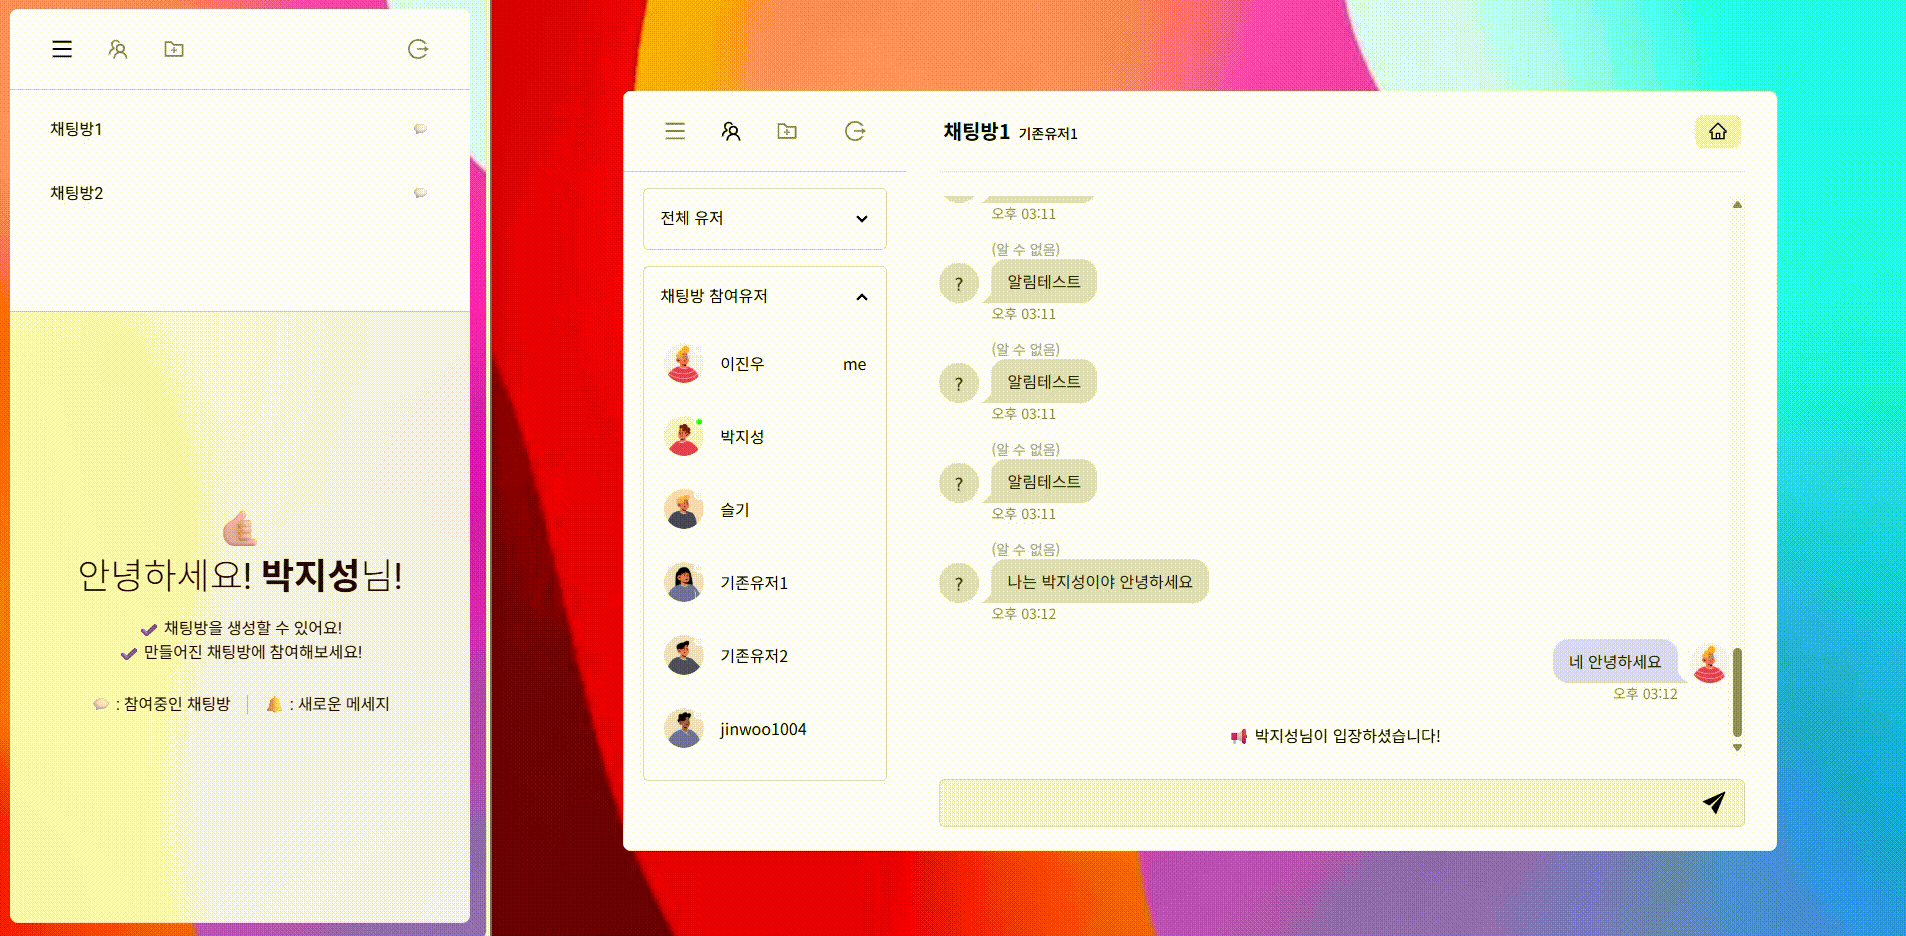 채팅방1
채팅방2
안녕하세요! 박지성님!
채팅방을 생성할 수 있어요!
만들어진 채팅방에 참여해보세요!
: 참여중인 채팅방
: 새로운 메세지
전체 유저
채팅방 참여유저
이진우 me
박지성
슬기
기존유저1
기존유저2
jinwoo1004
채팅방1 기존유저1
오후 03:11
(알 수 없음)
? 알림테스트
오후 03:11
(알 수 없음)
? 알림테스트
오후 03:11
(알 수 없음)
? 알림테스트
오후 03:11
(알 수 없음)
? 나는 박지성이야 안녕하세요
오후 03:12
네 안녕하세요
오후 03:12
박지성님이 입장하셨습니다!